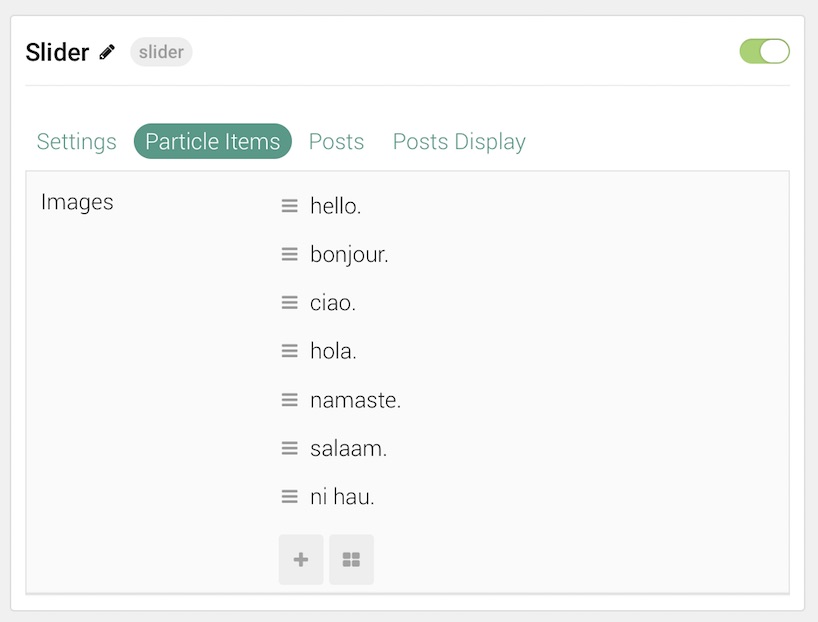 Slider slider
Settings Particle Items Posts Posts Display
Images
hello.
bonjour.
ciao.
hola.
namaste.
salaam.
ni hau.